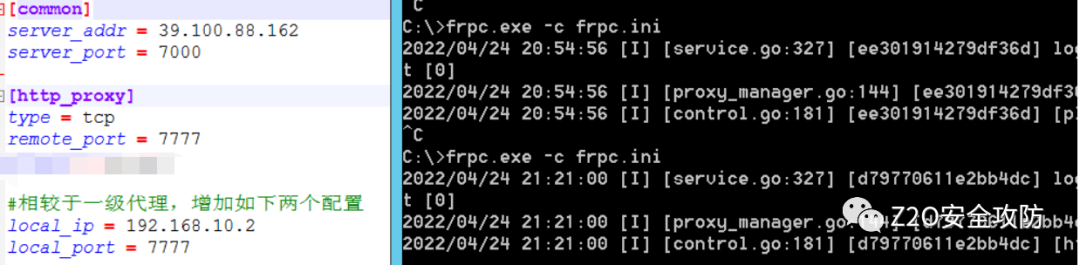 [common]
server_addr = 39.100.88.162
server_port = 7000
[http_proxy]
type = tcp
remote_port = 7777
#相较于一级代理，增加如下两个配置
local_ip = 192.168.10.2
local_port = 7777
C
C:\>frpc.exe -c frpc.ini
2022/04/24 20:54:56 [I] [service.go:327] [ee301914279df36d] log
t [0]
2022/04/24 20:54:56 [I] [proxy_manager.go:144] [ee301914279df36
2022/04/24 20:54:56 [I] [control.go:181] [ee301914279df36d] [pl
^C
C:\>frpc.exe -c frpc.ini
2022/04/24 21:21:00 [I] [service.go:327] [d79770611e2bb4dc] log
t [0]
2022/04/24 21:21:00 [I] [proxy_manager.go
2022/04/24 21:21:00 [I] [control.go:181] [d79770611e2bb4dc] [h
Z2O安全攻防